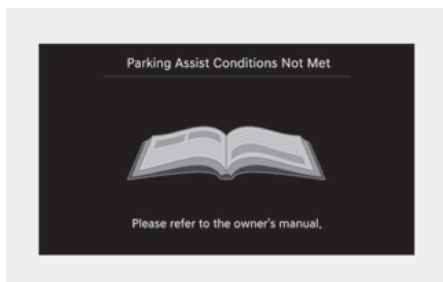 Parking Assist Conditions Not Met
Please refer to the owner's manual.